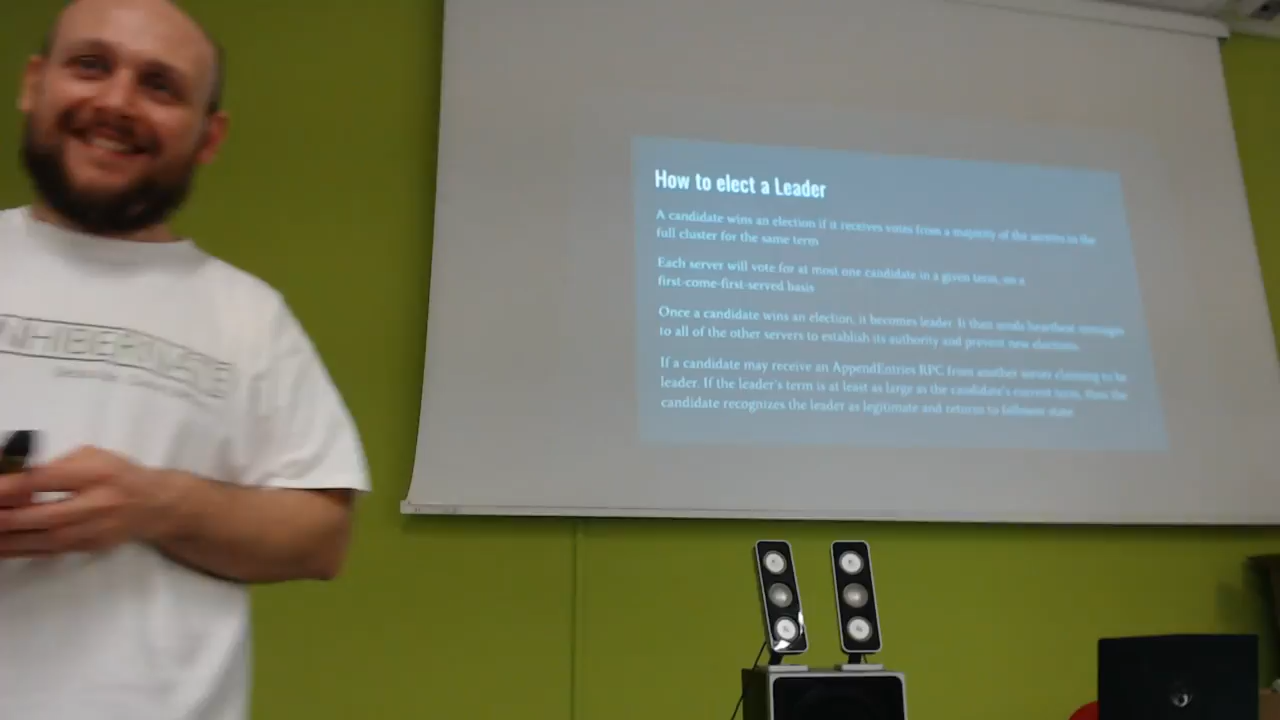 How to elect a Leader
A candidate wins an election if it receives votes from a majority of the servers in the
full cluster for the same term
Each server will vote for at most one candidate in a given term, on a
first-come-first-served basis
Once a candidate wins an election, it becomes leader. It then sends heartbeat messages
to all of the other servers to establish its authority and prevent new elections.
If a candidate may receive an AppendEntries RPC from another server claiming to be
leader. If the leader's term is at least as large as the candidate's current term, then the
candidate recognizes the leader as legitimate and returns to follower state.